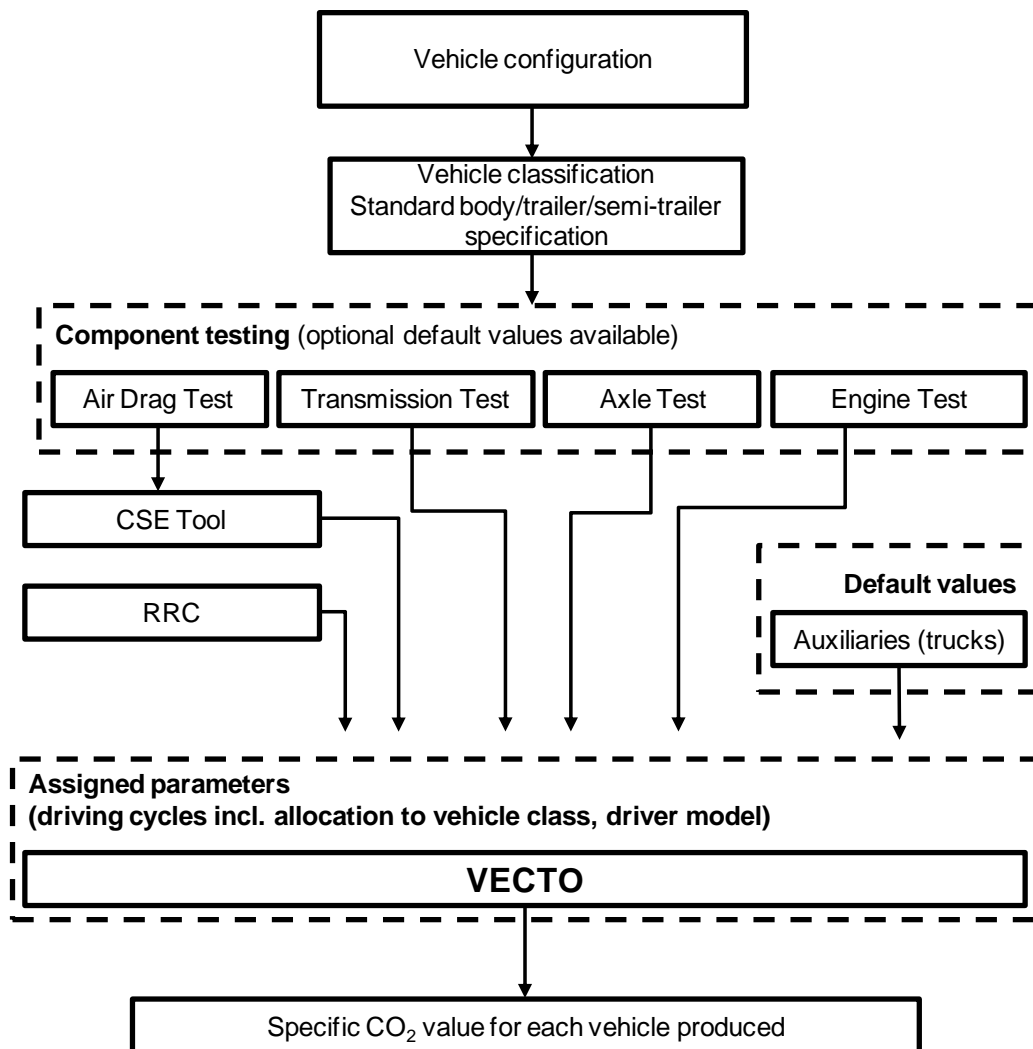 Vehicle configuration
Vehicle classification
Standard body/trailer/semi-trailer
specification
Component testing (optional default values available)
Air Drag Test
Transmission Test
Axle Test
Engine Test
CSE Tool
RRC
Default values
Auxiliaries (trucks)
Assigned parameters
(driving cycles incl. allocation to vehicle class, driver model)
VECTO
Specific CO₂ value for each vehicle produced